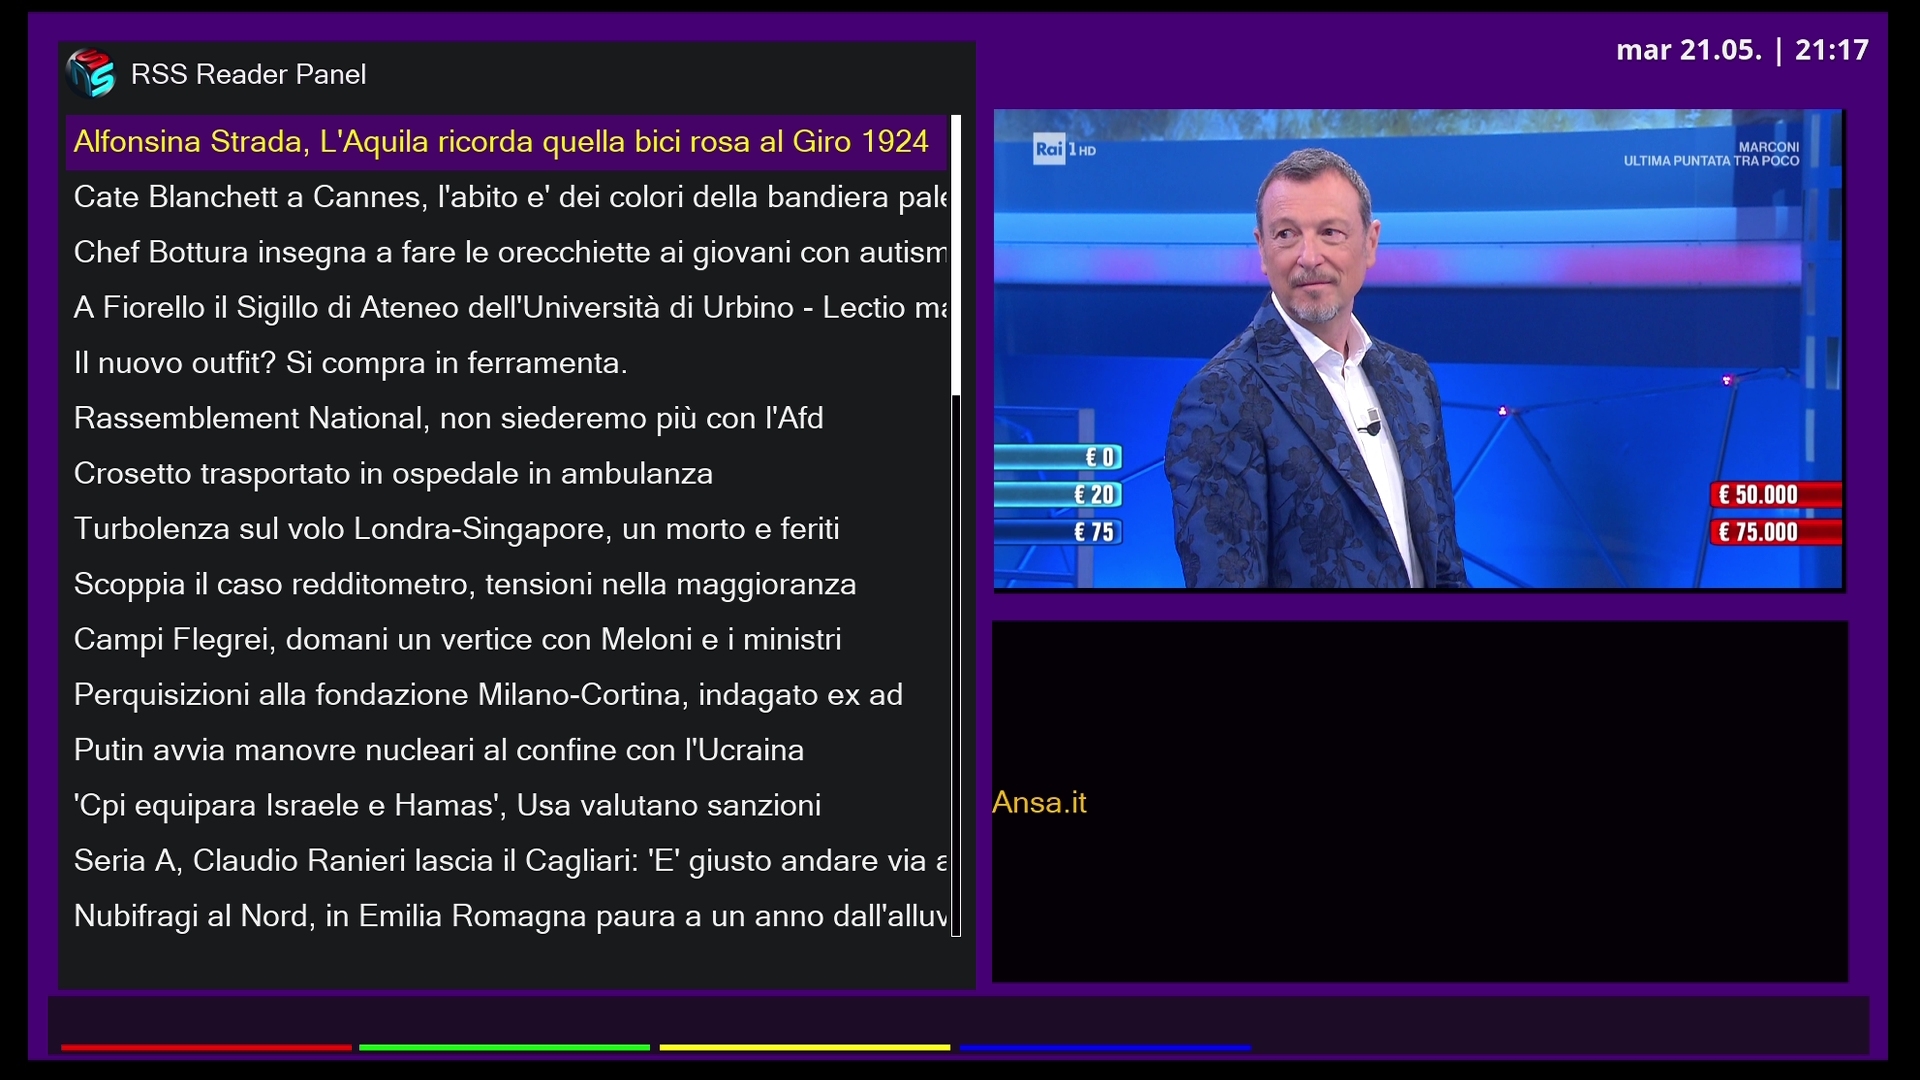 RSS Reader Panel
mar 21.05. | 21:17
Alfonsina Strada, L'Aquila ricorda quella bici rosa al Giro 1924
Cate Blanchett a Cannes, l'abito e' dei colori della bandiera pale
Chef Bottura insegna a fare le orecchiette ai giovani con autism
A Fiorello il Sigillo di Ateneo dell'Università di Urbino - Lectio ma
Il nuovo outfit? Si compra in ferramenta.
Rassemblement National, non siederemo più con l'Afd
Crosetto trasportato in ospedale in ambulanza
Turbolenza sul volo Londra-Singapore, un morto e feriti
Scoppia il caso redditometro, tensioni nella maggioranza
Campi Flegrei, domani un vertice con Meloni e i ministri
Perquisizioni alla fondazione Milano-Cortina, indagato ex ad
Putin avvia manovre nucleari al confine con l'Ucraina
'Cpi equipara Israele e Hamas', Usa valutano sanzioni
Seria A, Claudio Ranieri lascia il Cagliari: 'E' giusto andare via a
Nubifragi al Nord, in Emilia Romagna paura a un anno dall'alluv
Rai 1 HD
MARCONI
ULTIMA PUNTATA TRA POCO
€ 0
€ 20
€ 75
€ 50.000
€ 75.000
Ansa.it